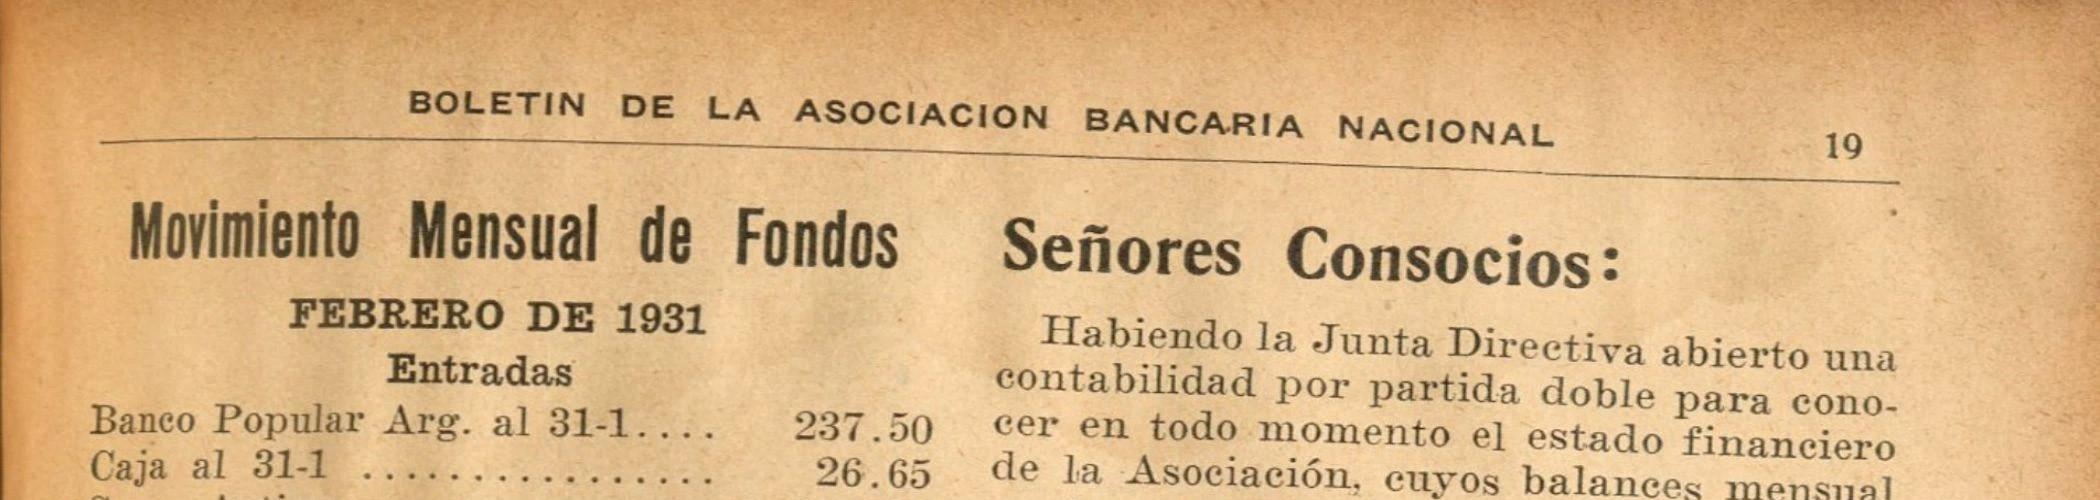 BOLETIN DE LA ASOCIACION BANCARIA NACIONAL 19
Movimiento Mensual de Fondos
FEBRERO DE 1931
Entradas
Banco Popular Arg. al 31-1.... 237.50
Caja al 31-1 ................ 26.65
Señores Consocios:
Habiendo la Junta Directiva abierto una
contabilidad por partida doble para cono-
cer en todo momento el estado financiero
de la Asociación, cuyos balances mensual